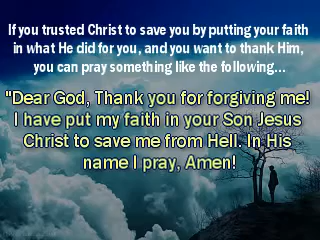 If you trusted Christ to save you by putting your faith
in what He did for you, and you want to thank Him,
you can pray something like the following...
"Dear God, Thank you for forgiving me!
I have put my faith in your Son Jesus
Christ to save me from Hell. In His
name I pray, Amen!